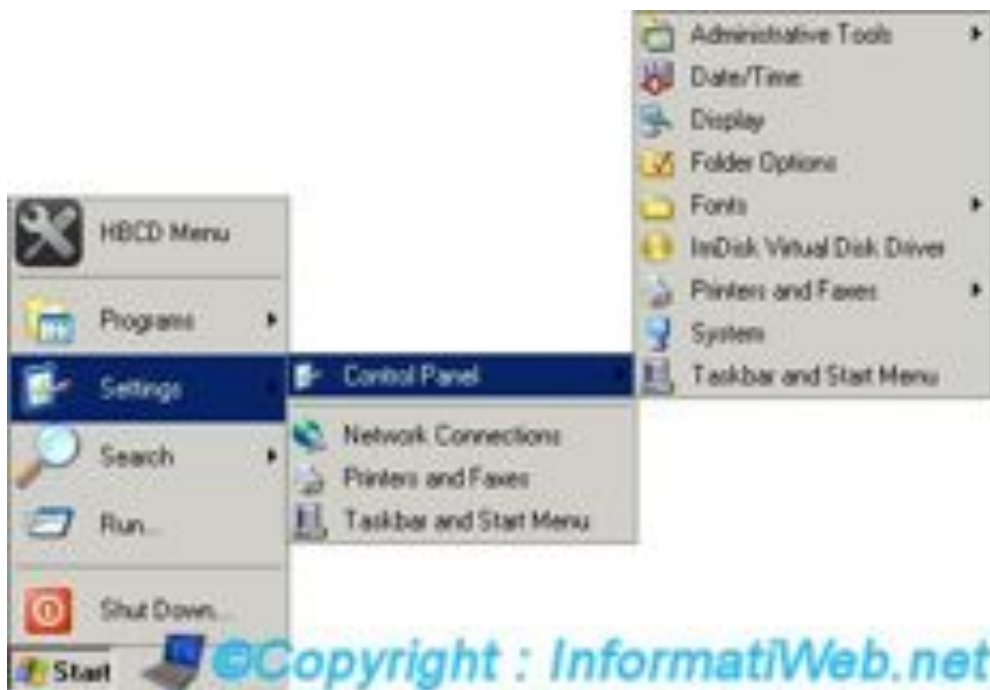 Administrative Tools
Date/Time
Display
Folder Options
Fonts
ImDisk Virtual Disk Driver
Printers and Faxes
System
Taskbar and Start Menu
HBCD Menu
Programs
Settings
Search
Run...
Shut Down...
Start
Control Panel
Network Connections
Printers and Faxes
Taskbar and Start Menu
©Copyright : InformatiWeb.net